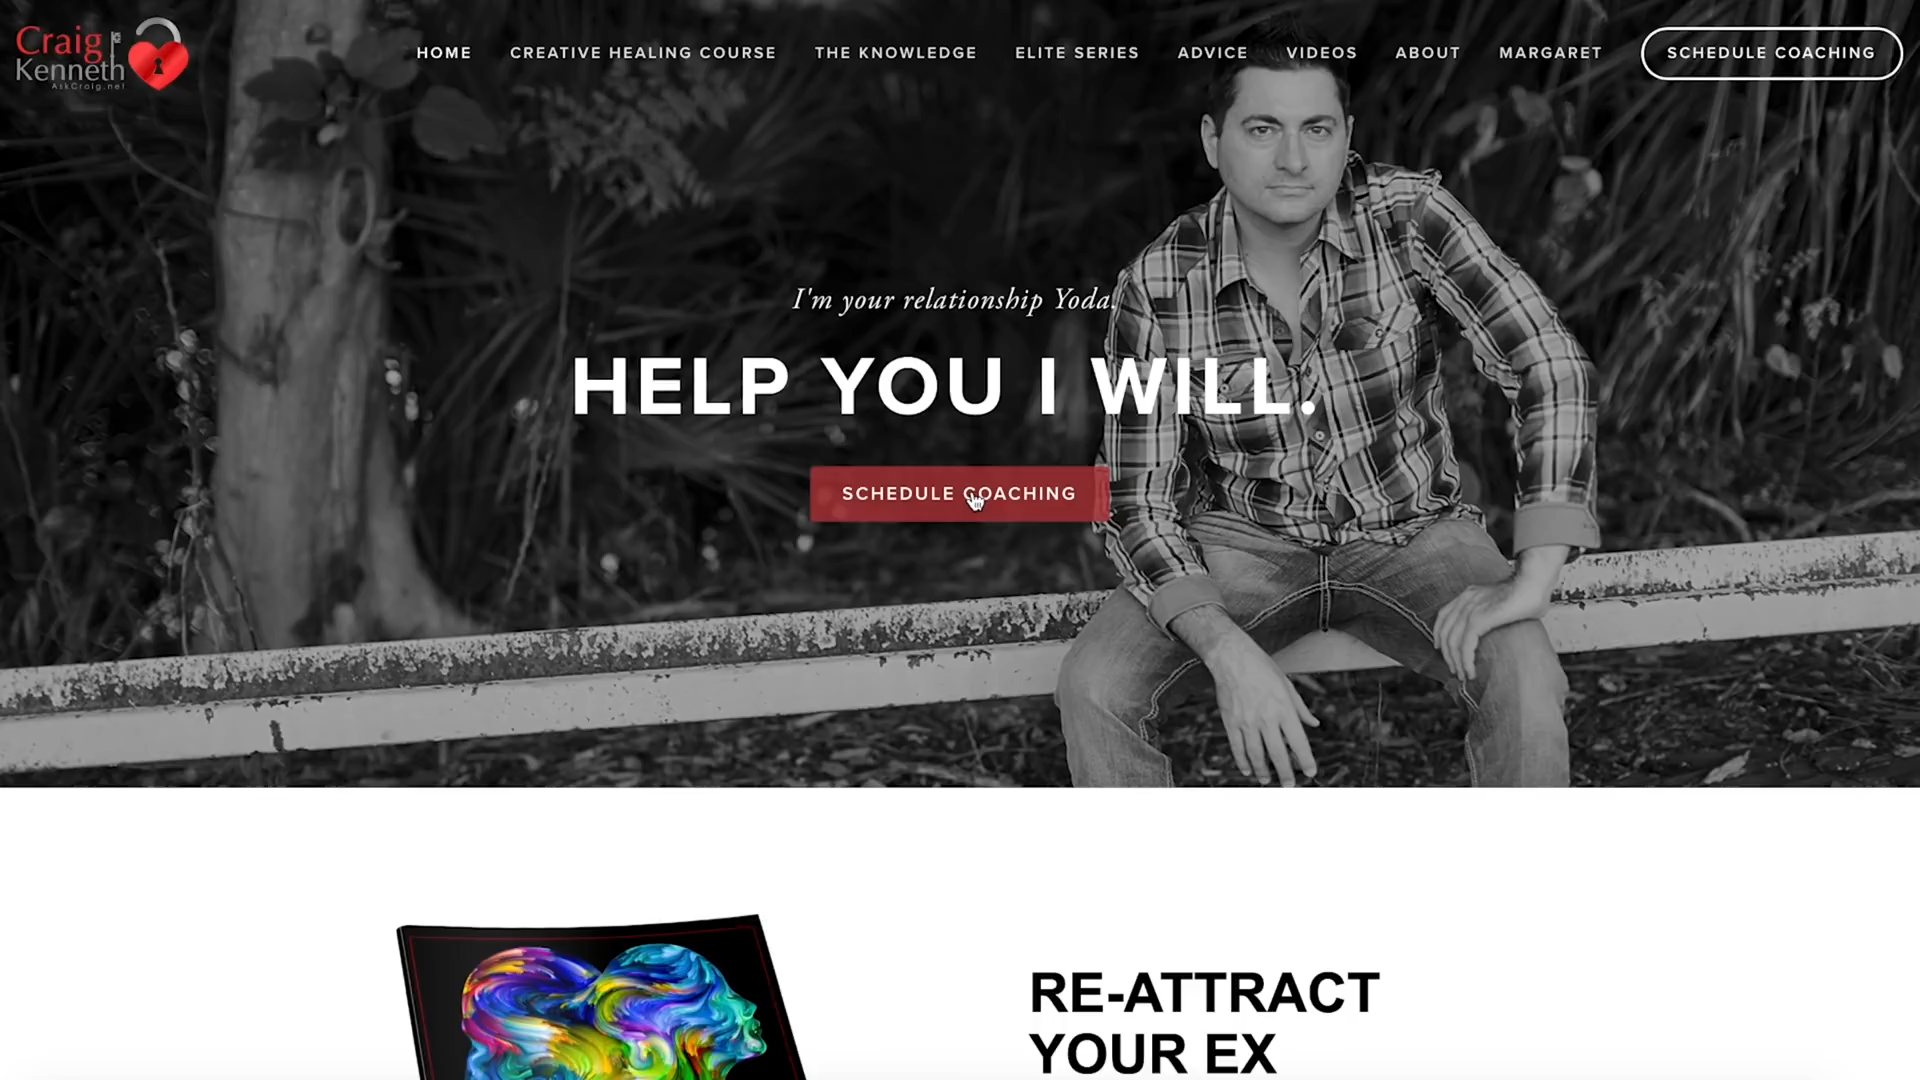 Craig
Kenneth
AskCraig.net
HOME
CREATIVE HEALING COURSE
THE KNOWLEDGE
ELITE SERIES
ADVICE
VIDEOS
ABOUT
MARGARET
SCHEDULE COACHING
I'm your relationship Yoda.
HELP YOU I WILL.
SCHEDULE COACHING
RE-ATTRACT
YOUR EX